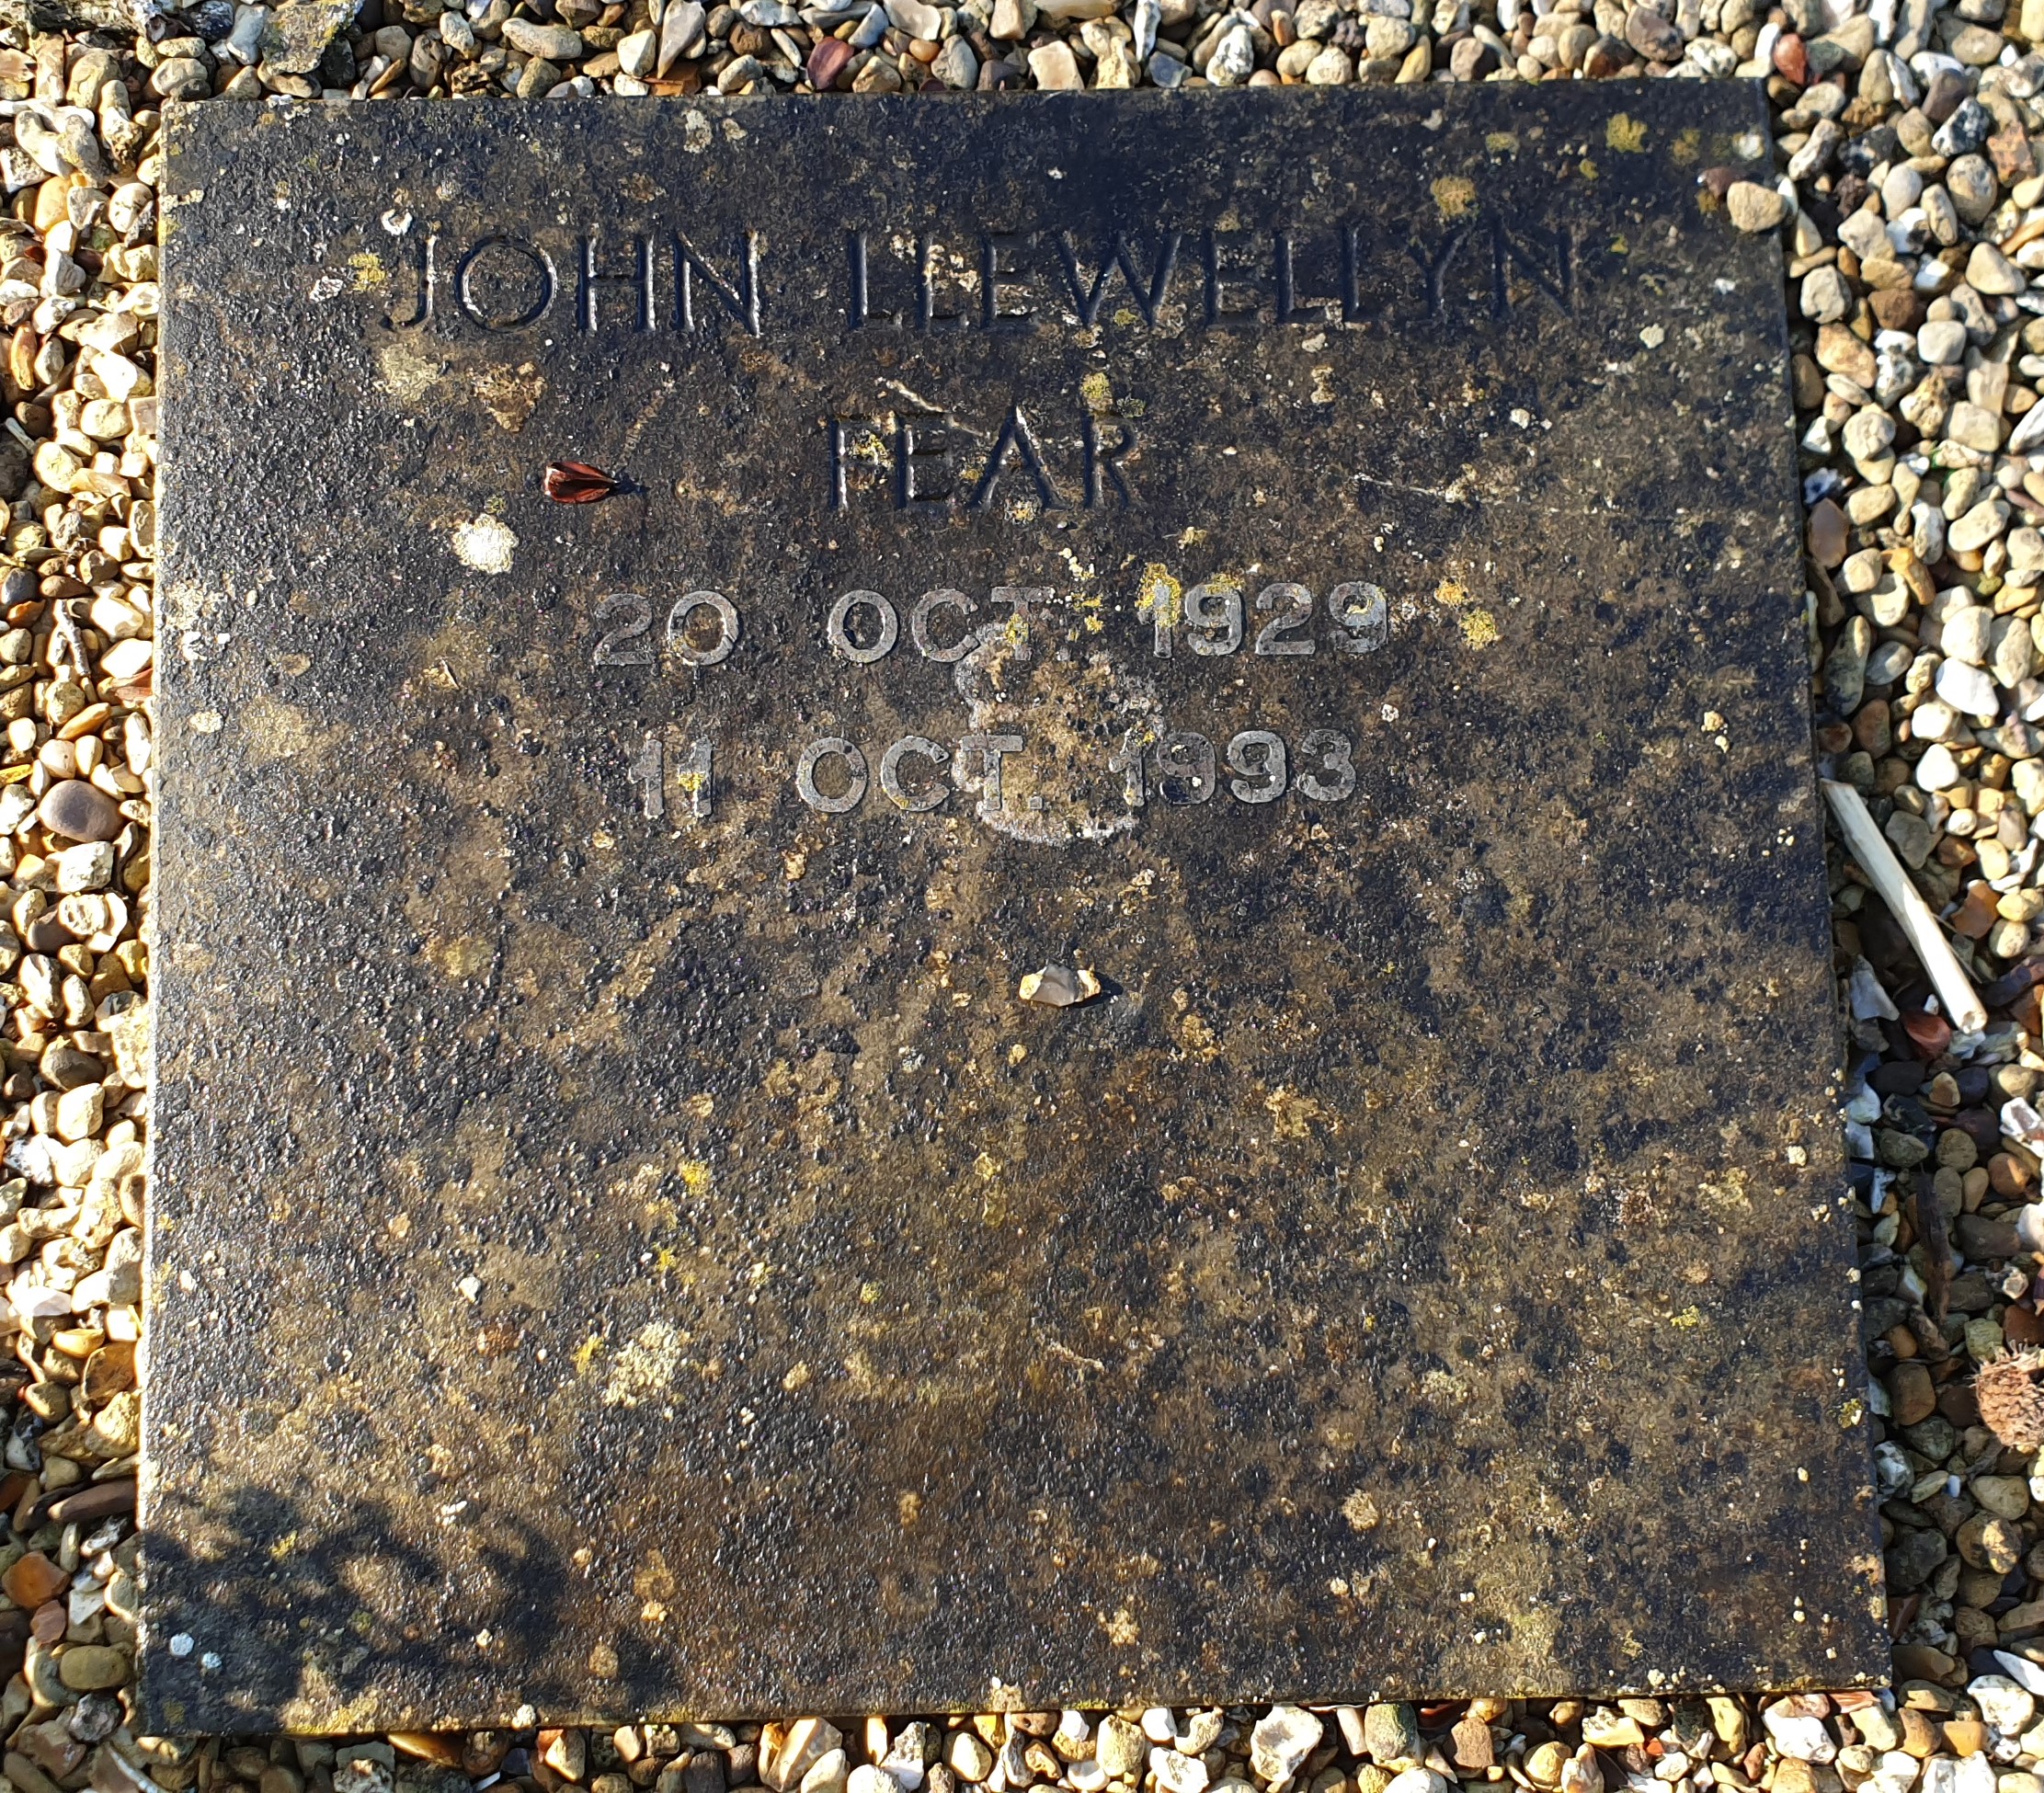 JOHN LLEWELLYN
FEAR
20 OCT. 1929
11 OCT. 1993